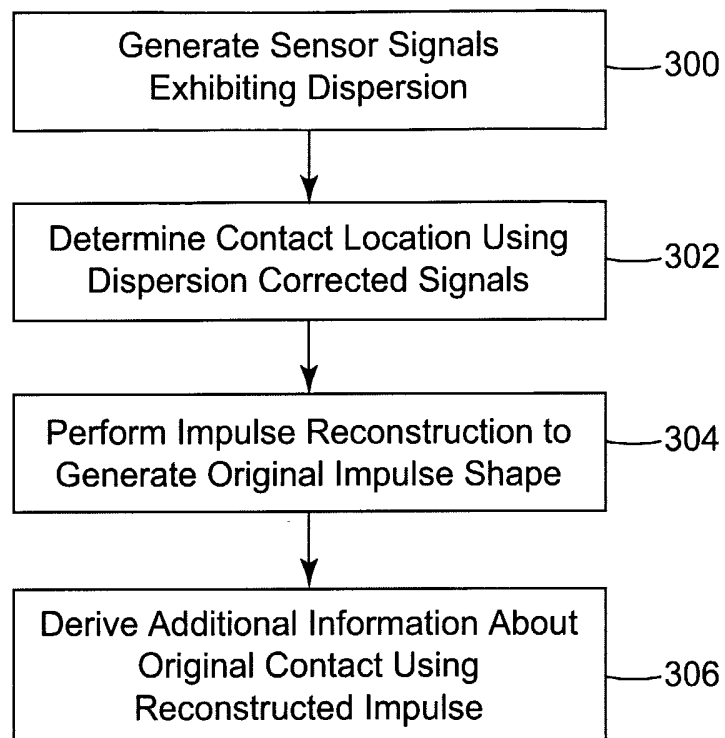 Generate Sensor Signals
Exhibiting Dispersion
300
Determine Contact Location Using
Dispersion Corrected Signals
302
Perform Impulse Reconstruction to
Generate Original Impulse Shape
304
Derive Additional Information About
Original Contact Using
Reconstructed Impulse
306